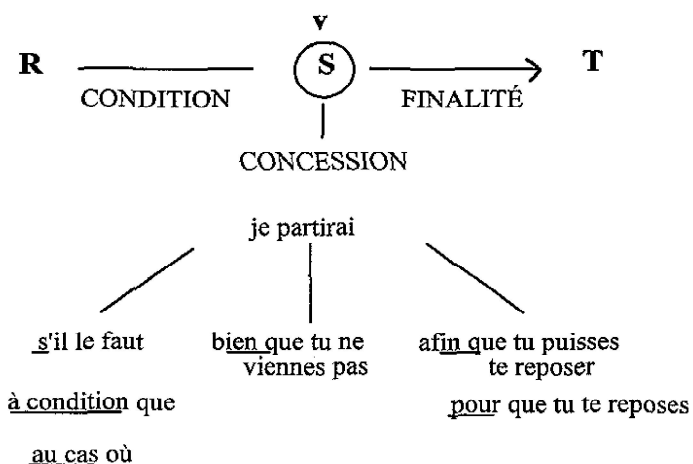 v
R S T
CONDITION FINALITÉ
CONCESSION
je partirai
s'il le faut bien que tu ne afin que tu puisses
viennes pas te reposer
à condition que pour que tu te reposes
au cas où